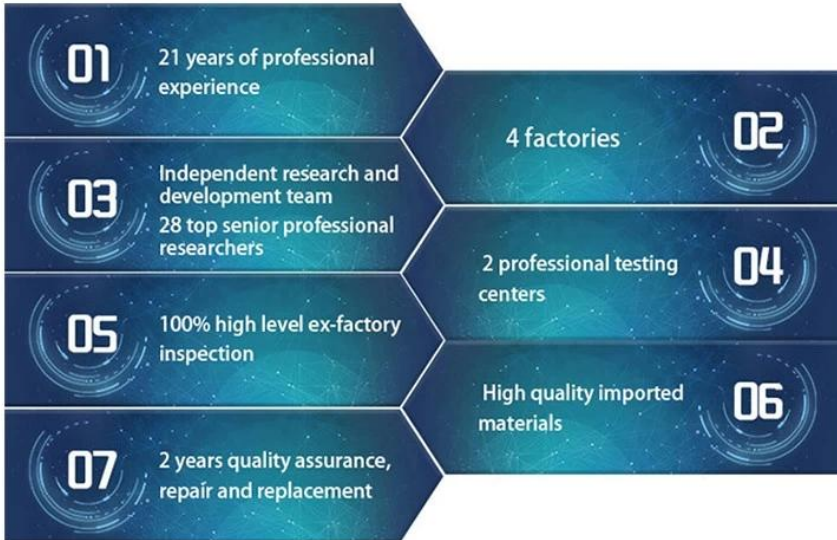 01
21 years of professional
experience
02
4 factories
03
Independent research and
development team
28 top senior professional
researchers
04
2 professional testing
centers
05
100% high level ex-factory
inspection
06
High quality imported
materials
07
2 years quality assurance,
repair and replacement